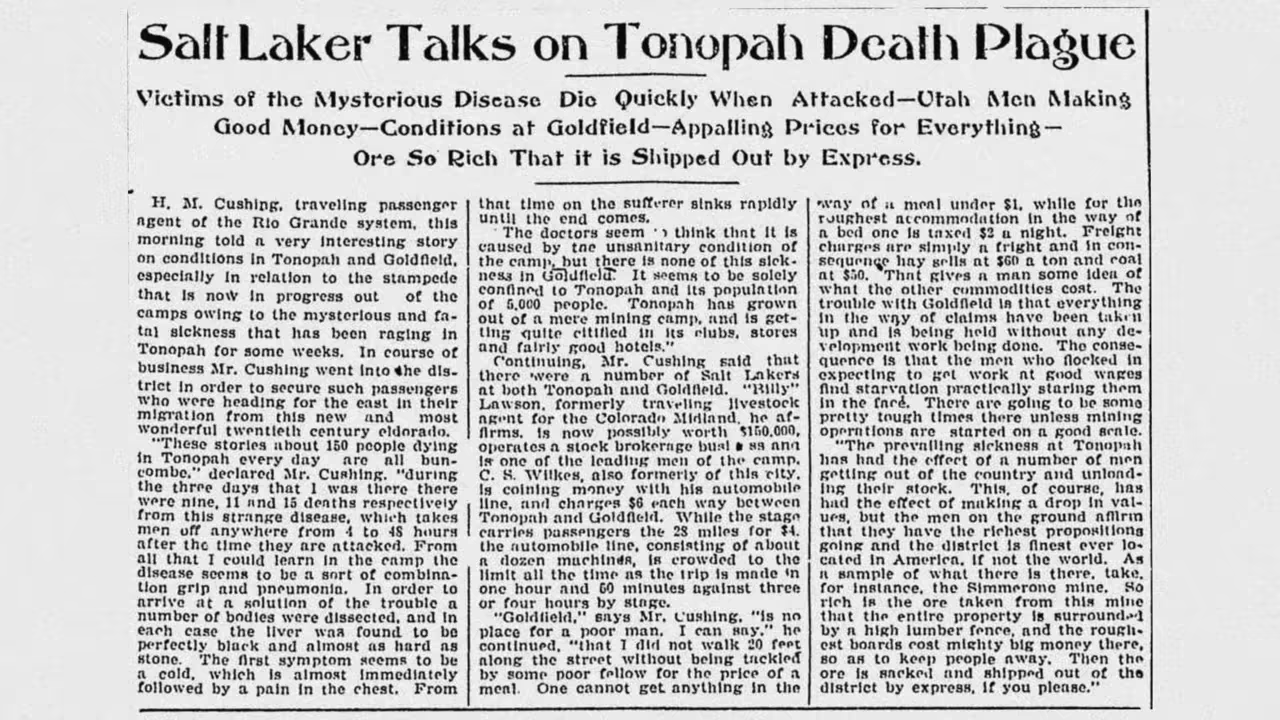 Salt Laker Talks on Tonopah Death Plague
Victims of the Mysterious Disease Die Quickly When Attacked—Utah Men Making
Good Money—Conditions at Goldfield—Appalling Prices for Everything—
Ore So Rich That it is Shipped Out by Express.
H. M. Cushing, traveling passenger
agent of the Rio Grande system, this
morning told a very interesting story
on conditions in Tonopah and Goldfield,
especially in relation to the stampede
that is now in progress out of the
camps owing to the mysterious and fa-
tal sickness that has been raging in
Tonopah for some weeks. In course of
business Mr. Cushing went into the dis-
trict in order to secure such passengers
who were heading for the east in their
migration from this new and most
wonderful twentieth century eldorado.
"These stories about 150 people dying
in Tonopah every day are all bun-
combe," declared Mr. Cushing, "during
the three days that I was there there
were nine, 11 and 15 deaths respectively
from this strange disease, which takes
men off anywhere from 4 to 48 hours
after the time they are attacked. From
all that I could learn in the camp the
disease seems to be a sort of combina-
tion grip and pneumonia. In order to
arrive at a solution of the trouble a
number of bodies were dissected, and in
each case the liver was found to be
perfectly black and almost as hard as
stone. The first symptom seems to be
a cold, which is almost immediately
followed by a pain in the chest. From
that time on the sufferer sinks rapidly
until the end comes.
"The doctors seem think that it is
caused by the unsanitary condition of
the camp, but there is none of this sick-
ness in Goldfield. It seems to be solely
confined to Tonopah and its population
of 5,000 people. Tonopah has grown
out of a mere mining camp, and is get-
ting quite citified in its clubs, stores
and fairly good hotels."
Continuing, Mr. Cushing said that
there were a number of Salt Lakers
at both Tonopah and Goldfield. "Billy"
Lawson, formerly traveling livestock
agent for the Colorado Midland, he af-
firms, is now possibly worth $150,000,
operates a stock brokerage and
is one of the leading men of the camp.
C. S. Wilkes, also formerly of this city,
is coining money with his automobile
line, and charges $6 each way between
Tonopah and Goldfield. While the stage
carries passengers the 28 miles for $4,
the automobile line, consisting of about
a dozen machines, is crowded to the
limit all the time as the trip is made in
one hour and 50 minutes against three
or four hours by stage.
"Goldfield," says Mr. Cushing, "is no
place for a poor man. I can say," he
continued, "that I did not walk 20 feet
along the street without being tackled
by some poor fellow for the price of a
meal. One cannot get anything in the
way of a meal under $1, while for the
roughest accommodation in the way of
a bed one is taxed $2 a night. Freight
charges are simply a fright and in con-
sequence hay sells at $60 a ton and coal
at $50. That gives a man some idea of
what the other commodities cost. The
trouble with Goldfield is that everything
in the way of claims have been taken
up and is being held without any de-
velopment work being done. The conse-
quence is that the men who flocked in
expecting to get work at good wages
find starvation practically staring them
in the face. There are going to be some
pretty tough times there unless mining
operations are started on a good scale.
"The prevailing sickness at Tonopah
has had the effect of a number of men
getting out of the country and unload-
ing their stock. This, of course, has
had the effect of making a drop in val-
ues, but the men on the ground affirm
that they have the richest propositions
going and the district is finest ever lo-
cated in America, if not the world. As
a sample of what there is there, take,
for instance, the Simmerone mine. So
rich is the ore taken from this mine
that the entire property is surrounded
by a high lumber fence, and the rough-
est boards cost mighty big money there,
so as to keep people away. Then the
ore is sacked and shipped out of the
district by express, if you please."